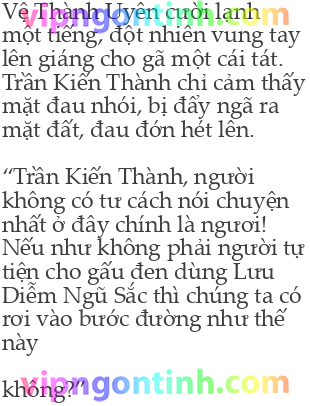 Vệ Thành Uyên cười lạnh
một tiếng, đột nhiên vung tay
lên giáng cho gã một cái tát.
Trần Kiến Thành chỉ cảm thấy
mặt đau nhói, bị đẩy ngã ra
mặt đất, đau đớn hét lên.
“Trần Kiến Thành, người
không có tư cách nói chuyện
nhất ở đây chính là ngươi!
Nếu như không phải người tự
tiện cho gấu đen dùng Lưu
Diễm Ngũ Sắc thì chúng ta có
rơi vào bước đường như thế
này
không?”
vipngontinh.com
vipngontinh.com